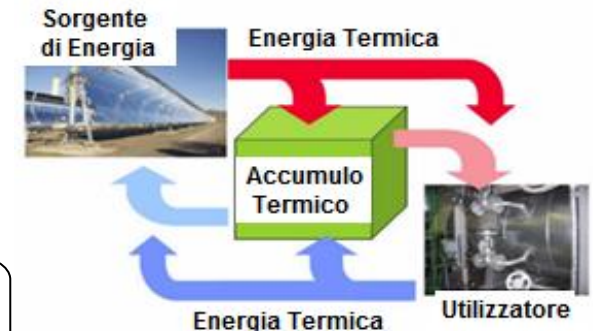 Sorgente
di Energia
Energia Termica
Accumulo
Termico
Utilizzatore
Energia Termica